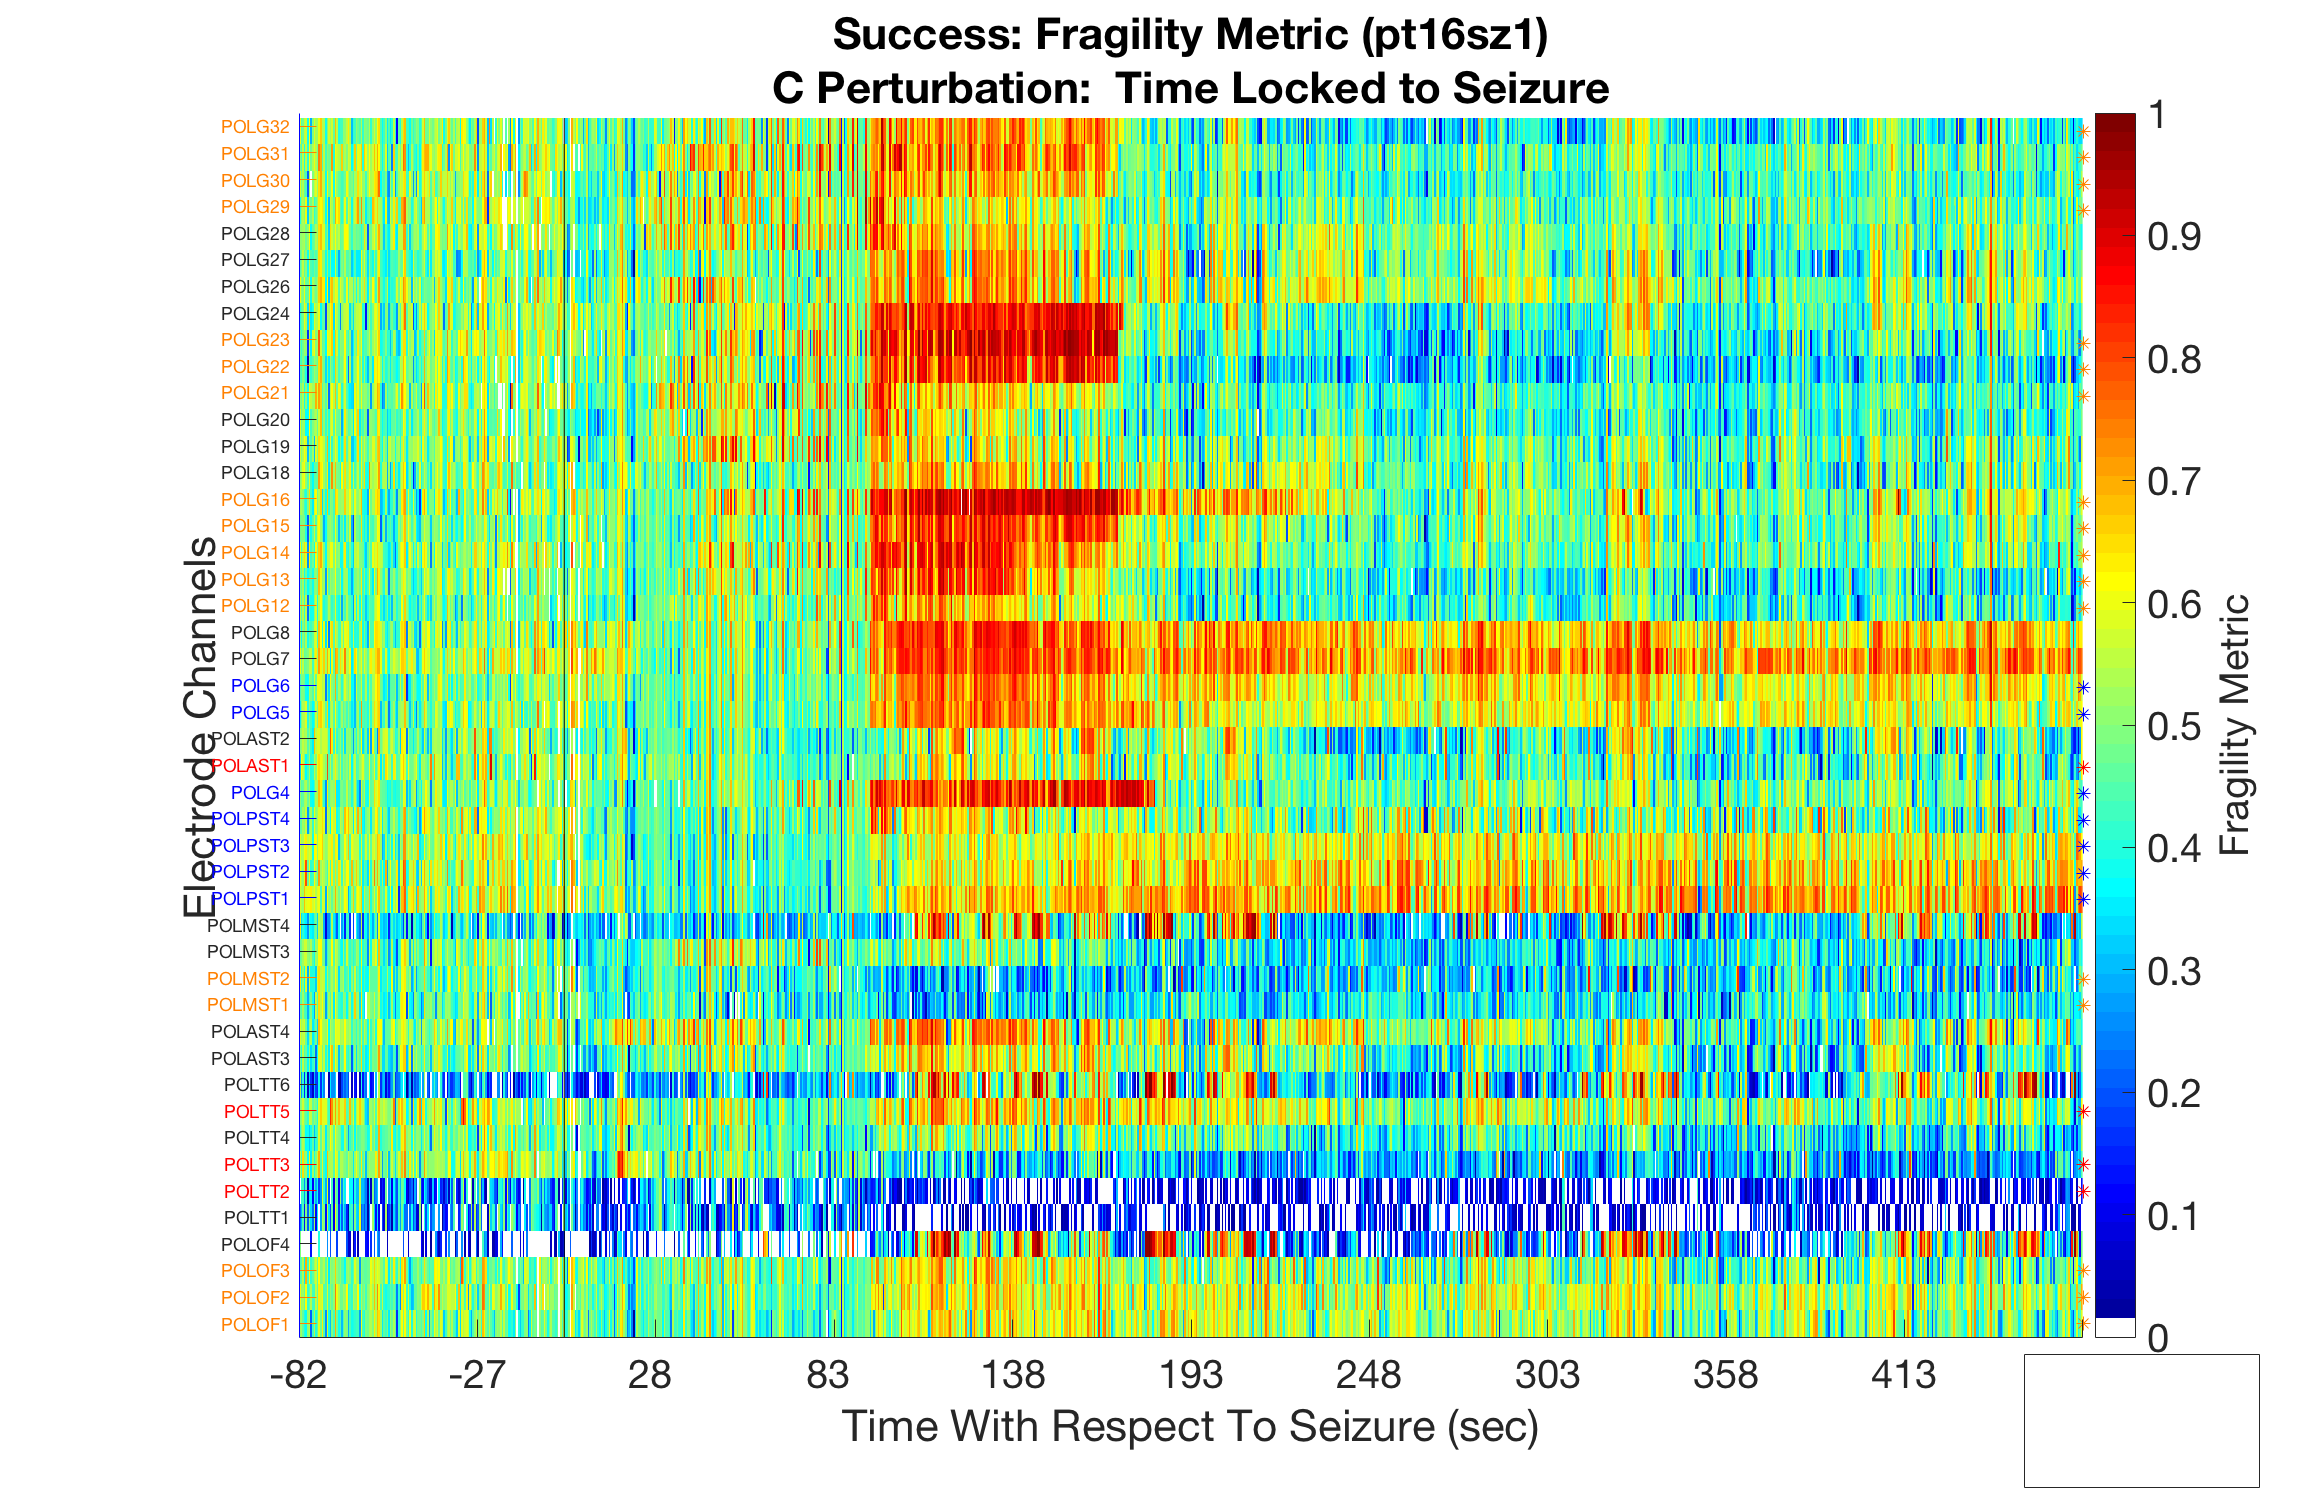 Success: Fragility Metric (pt16sz1)
C Perturbation:  Time Locked to Seizure
Electrode Channels
POLG32
POLG31
POLG30
POLG29
POLG28
POLG27
POLG26
POLG24
POLG23
POLG22
POLG21
POLG20
POLG19
POLG18
POLG16
POLG15
POLG14
POLG13
POLG12
POLG8
POLG7
POLG6
POLG5
POLAST2
POLAST1
POLG4
POLPST4
POLPST3
POLPST2
POLPST1
POLMST4
POLMST3
POLMST2
POLMST1
POLAST4
POLAST3
POLTT6
POLTT5
POLTT4
POLTT3
POLTT2
POLTT1
POLOF4
POLOF3
POLOF2
POLOF1
-82 -27 28 83 138 193 248 303 358 413
Time With Respect To Seizure (sec)
1
0.9
0.8
0.7
0.6
0.5
0.4
0.3
0.2
0.1
0
Fragility Metric